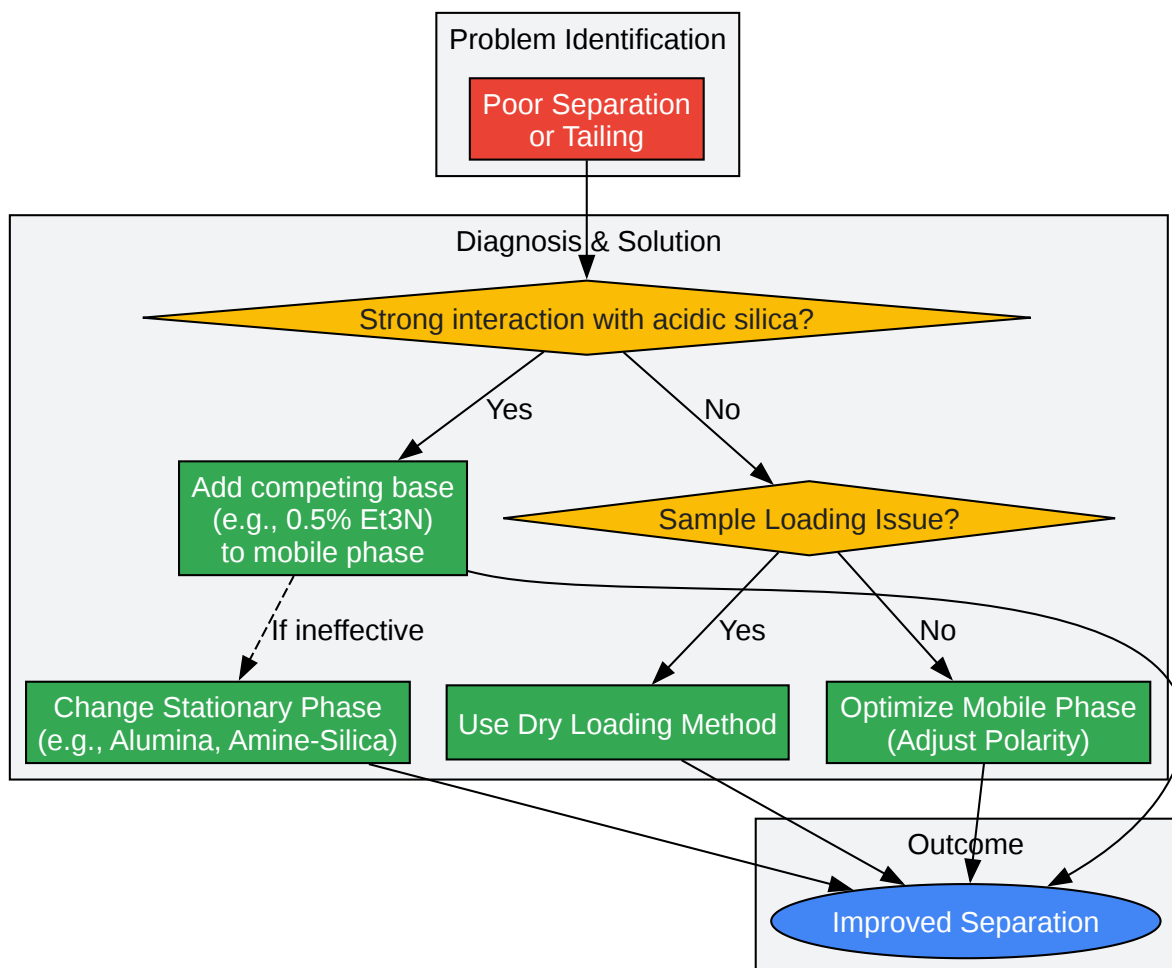 Problem Identification
Poor Separation
or Tailing
Diagnosis & Solution
Strong interaction with acidic silica?
Yes
No
Add competing base
(e.g., 0.5% Et3N)
to mobile phase
Sample Loading Issue?
If ineffective
Yes
No
Change Stationary Phase
(e.g., Alumina, Amine-Silica)
Use Dry Loading Method
Optimize Mobile Phase
(Adjust Polarity)
Outcome
Improved Separation